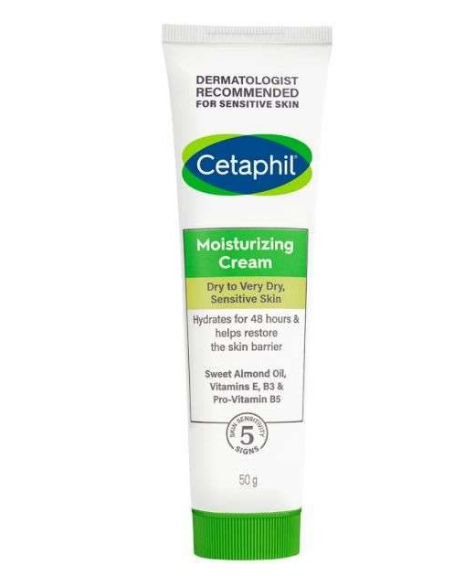 DERMATOLOGIST
RECOMMENDED
FOR SENSITIVE SKIN
Cetaphil®
Moisturizing
Cream
Dry to Very Dry,
Sensitive Skin
Hydrates for 48 hours &
helps restore
the skin barrier
Sweet Almond Oil,
Vitamins E, B3 &
Pro-Vitamin B5
SKIN SENSITIVITY
5
SIGNS
50 g